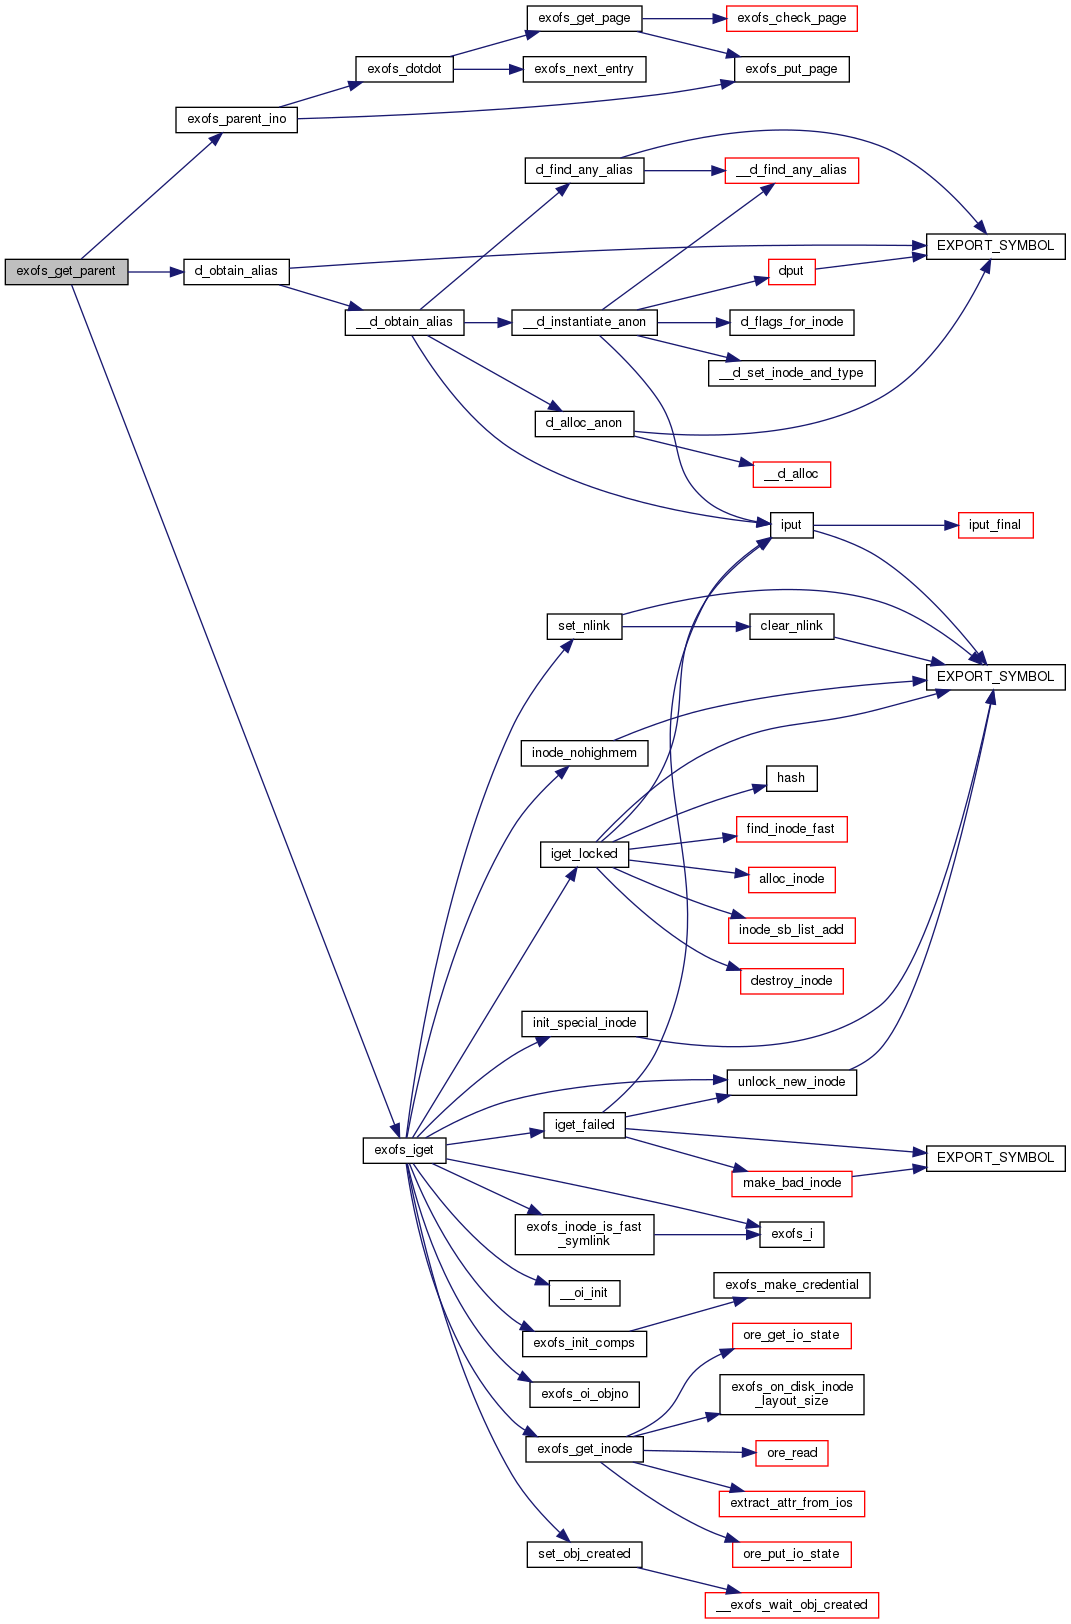 exofs_get_page
exofs_check_page
exofs_dotdot
exofs_next_entry
exofs_put_page
exofs_parent_ino
d_find_any_alias
__d_find_any_alias
EXPORT_SYMBOL
exofs_get_parent
d_obtain_alias
dput
__d_obtain_alias
__d_instantiate_anon
d_flags_for_inode
__d_set_inode_and_type
d_alloc_anon
__d_alloc
iput
iput_final
set_nlink
clear_nlink
EXPORT_SYMBOL
inode_nohighmem
hash
find_inode_fast
iget_locked
alloc_inode
inode_sb_list_add
destroy_inode
init_special_inode
unlock_new_inode
iget_failed
exofs_iget
EXPORT_SYMBOL
make_bad_inode
exofs_inode_is_fast
_symlink
exofs_i
__oi_init
exofs_make_credential
exofs_init_comps
ore_get_io_state
exofs_oi_objno
exofs_on_disk_inode
_layout_size
exofs_get_inode
ore_read
extract_attr_from_ios
set_obj_created
ore_put_io_state
__exofs_wait_obj_created